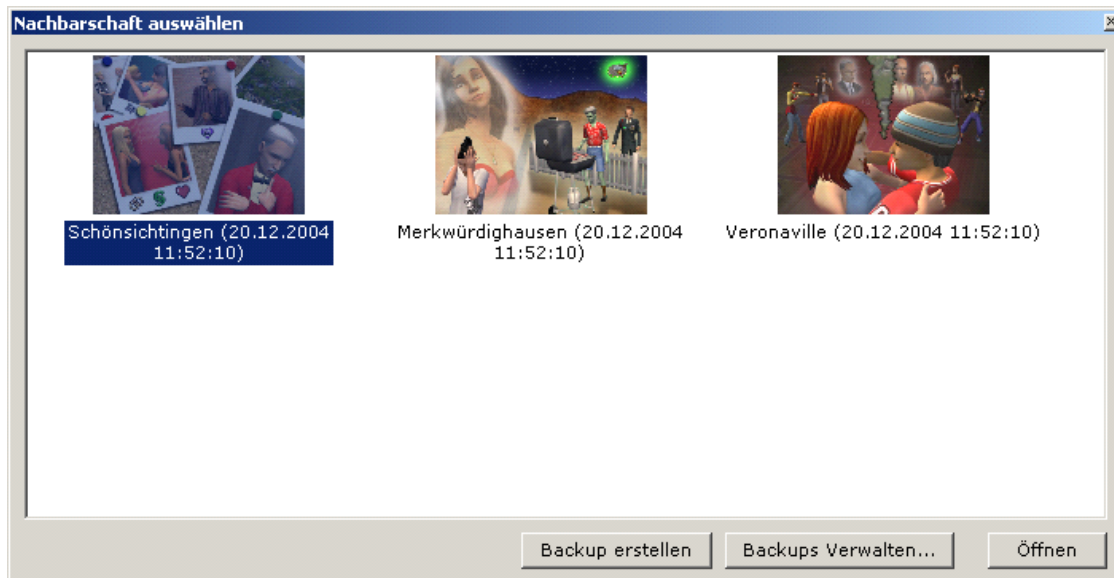 Nachbarschaft auswählen
Schönsichtingen (20.12.2004
11:52:10)
Merkwürdighausen (20.12.2004
11:52:10)
Veronaville (20.12.2004 11:52:10)
Backup erstellen
Backups Verwalten...
Öffnen